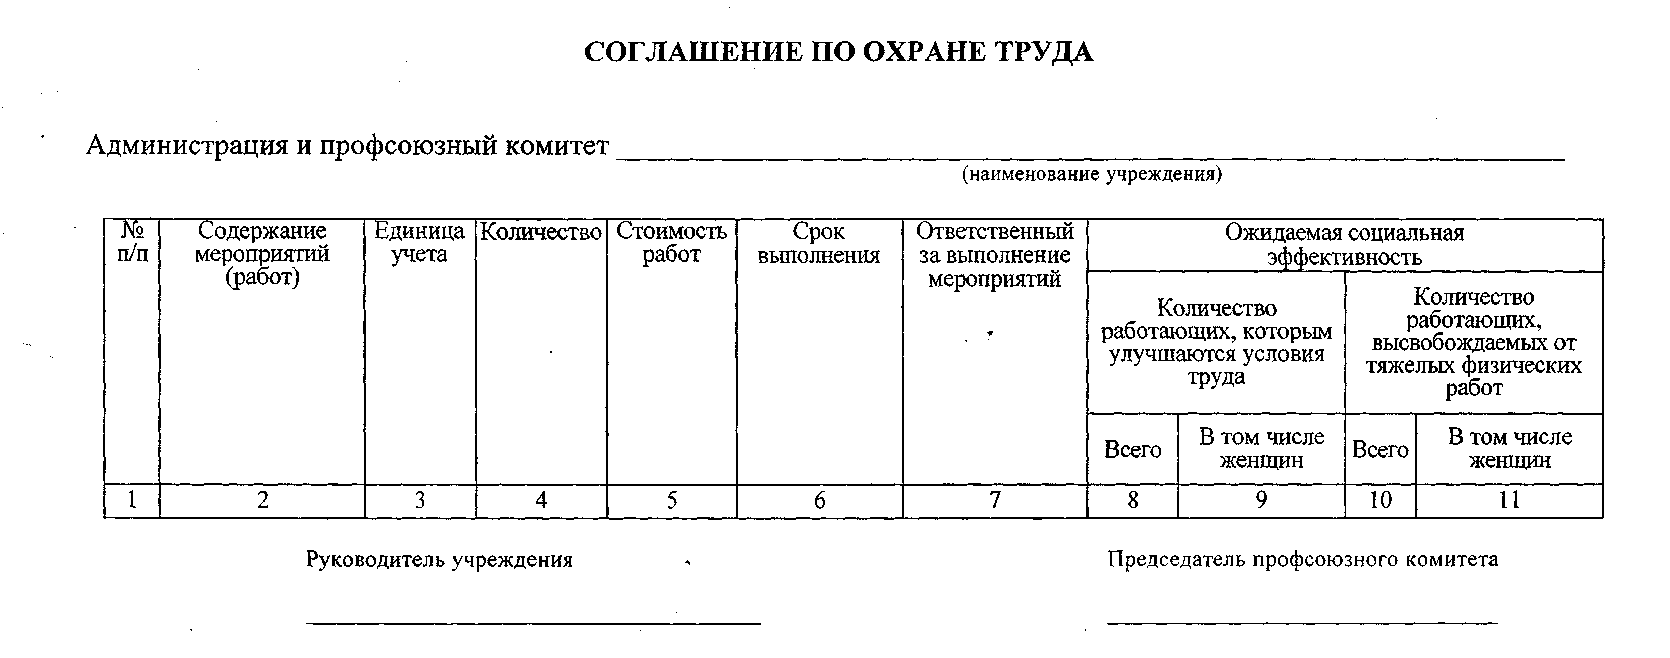 СОГЛАШЕНИЕ ПО ОХРАНЕ ТРУДА
Администрация и профсоюзный комитет
(наименование учреждения)
№
п/п
Содержание
мероприятий
(работ)
Единица
учета
Количество
Стоимость
работ
Срок
выполнения
Ответственный
за выполнение
мероприятий
Ожидаемая социальная
эффективность
Количество
работающих, которым
улучшаются условия
труда
Количество
работающих,
высвобождаемых от
тяжелых физических
работ
Всего
В том числе
женщин
Всего
В том числе
женщин
1 2 3 4 5 6 7 8 9 10 11
Руководитель учреждения
Председатель профсоюзного комитета